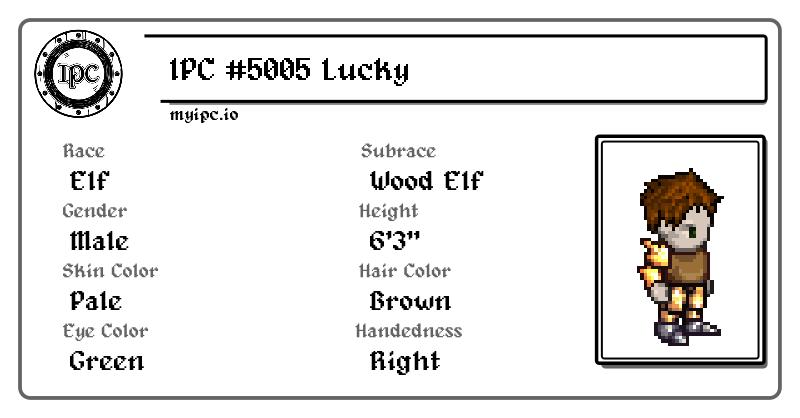 IPC
IPC #5005 Lucky
myipc.io
Race
Elf
Subrace
Wood Elf
Gender
Male
Height
6'3"
Skin Color
Pale
Hair Color
Brown
Eye Color
Green
Handedness
Right